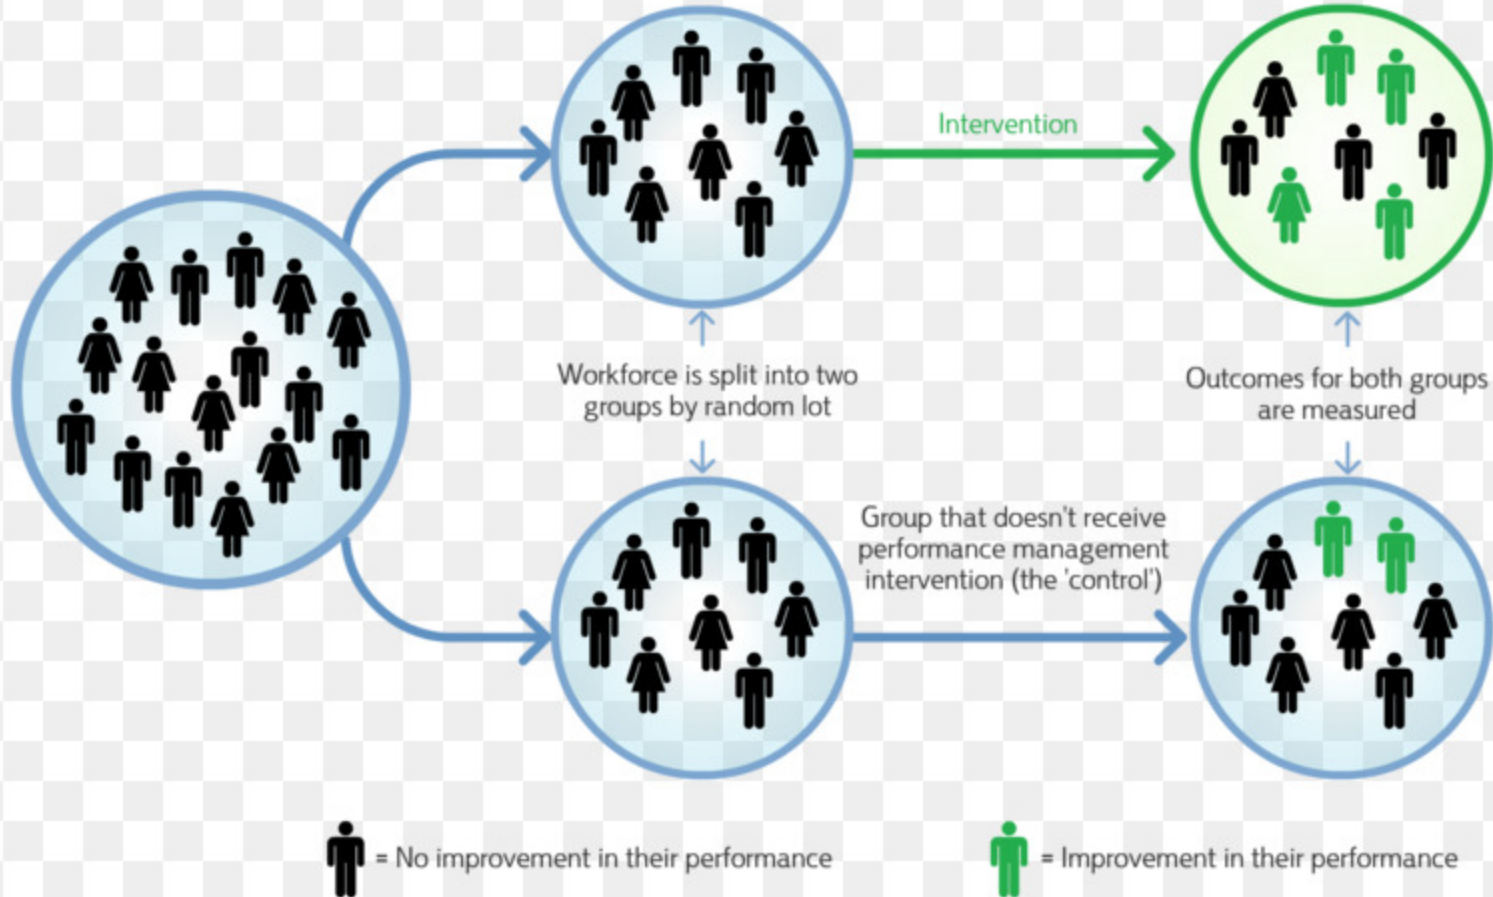 Intervention
Workforce is split into two
groups by random lot
Outcomes for both groups
are measured
Group that doesn't receive
performance management
intervention (the 'control')
= No improvement in their performance
= Improvement in their performance